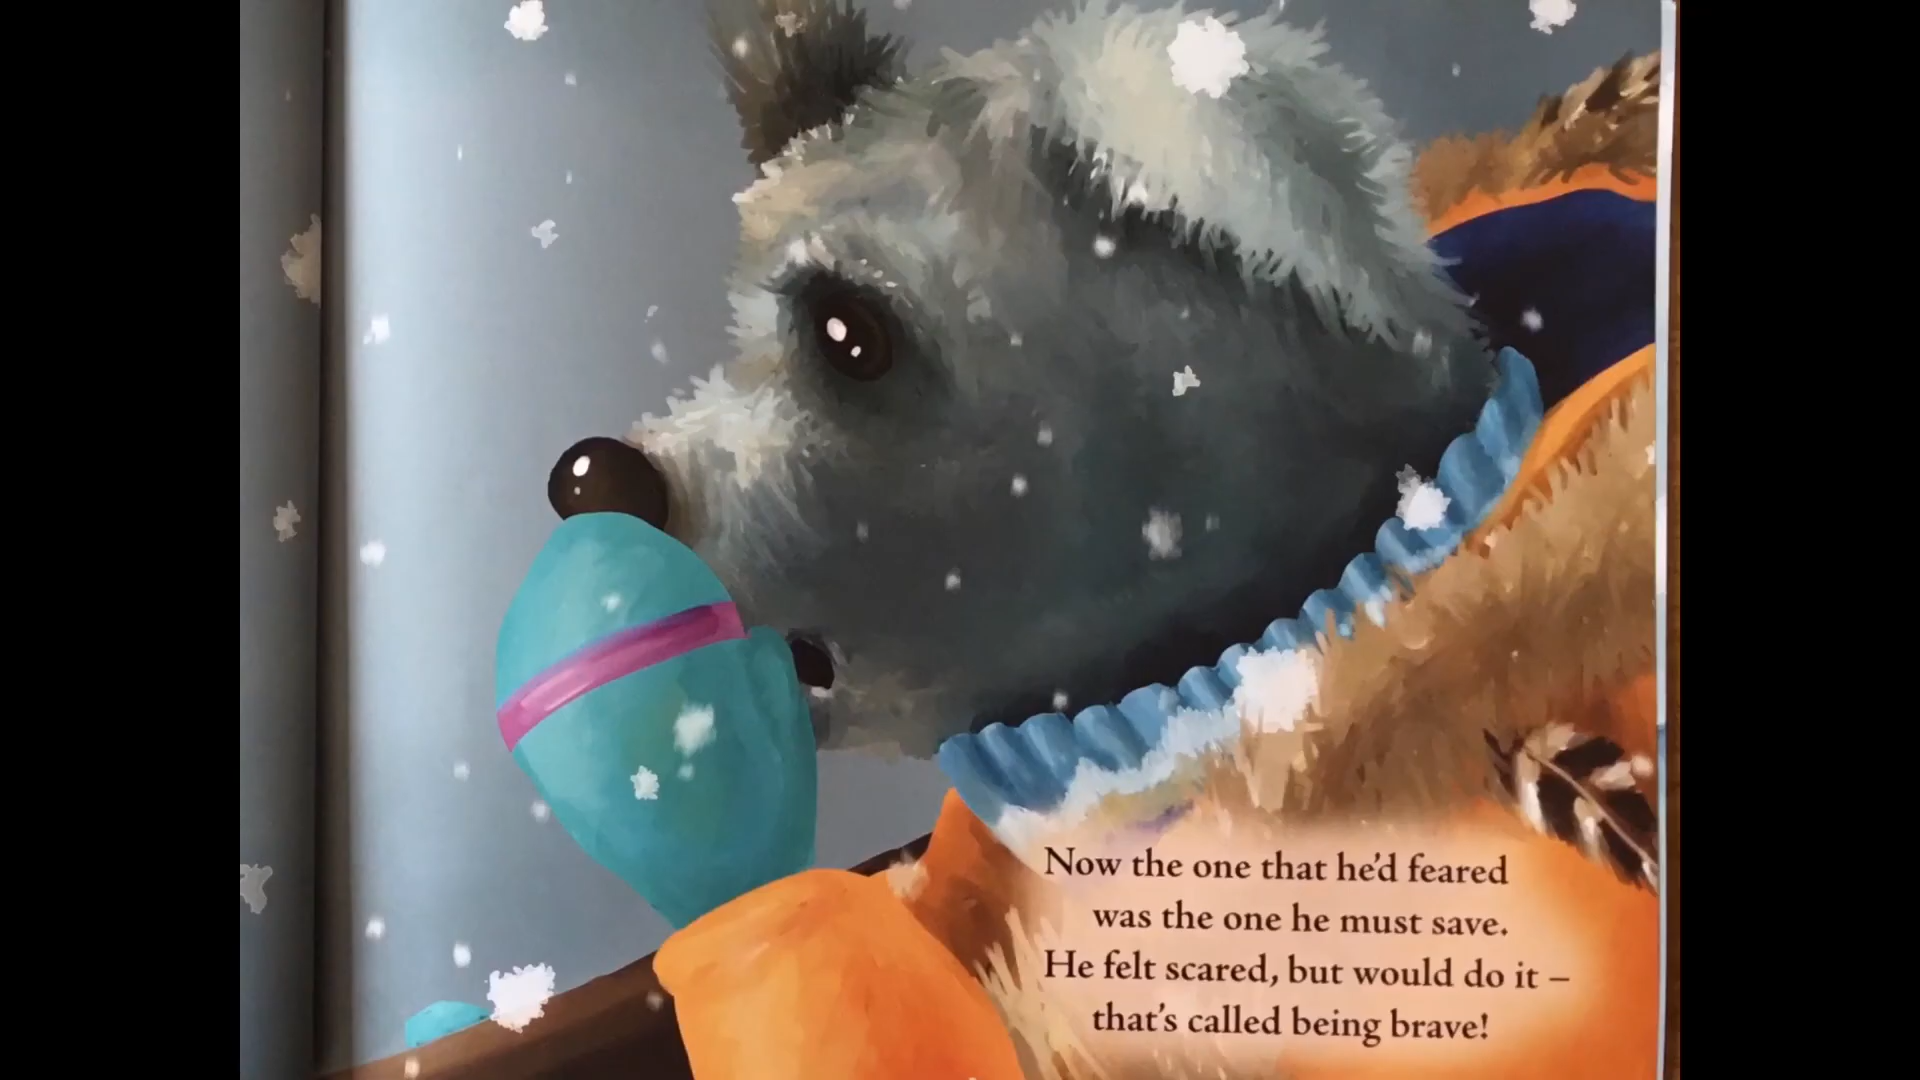 Now the one that he'd feared
was the one he must save.
He felt scared, but would do it –
that's called being brave!